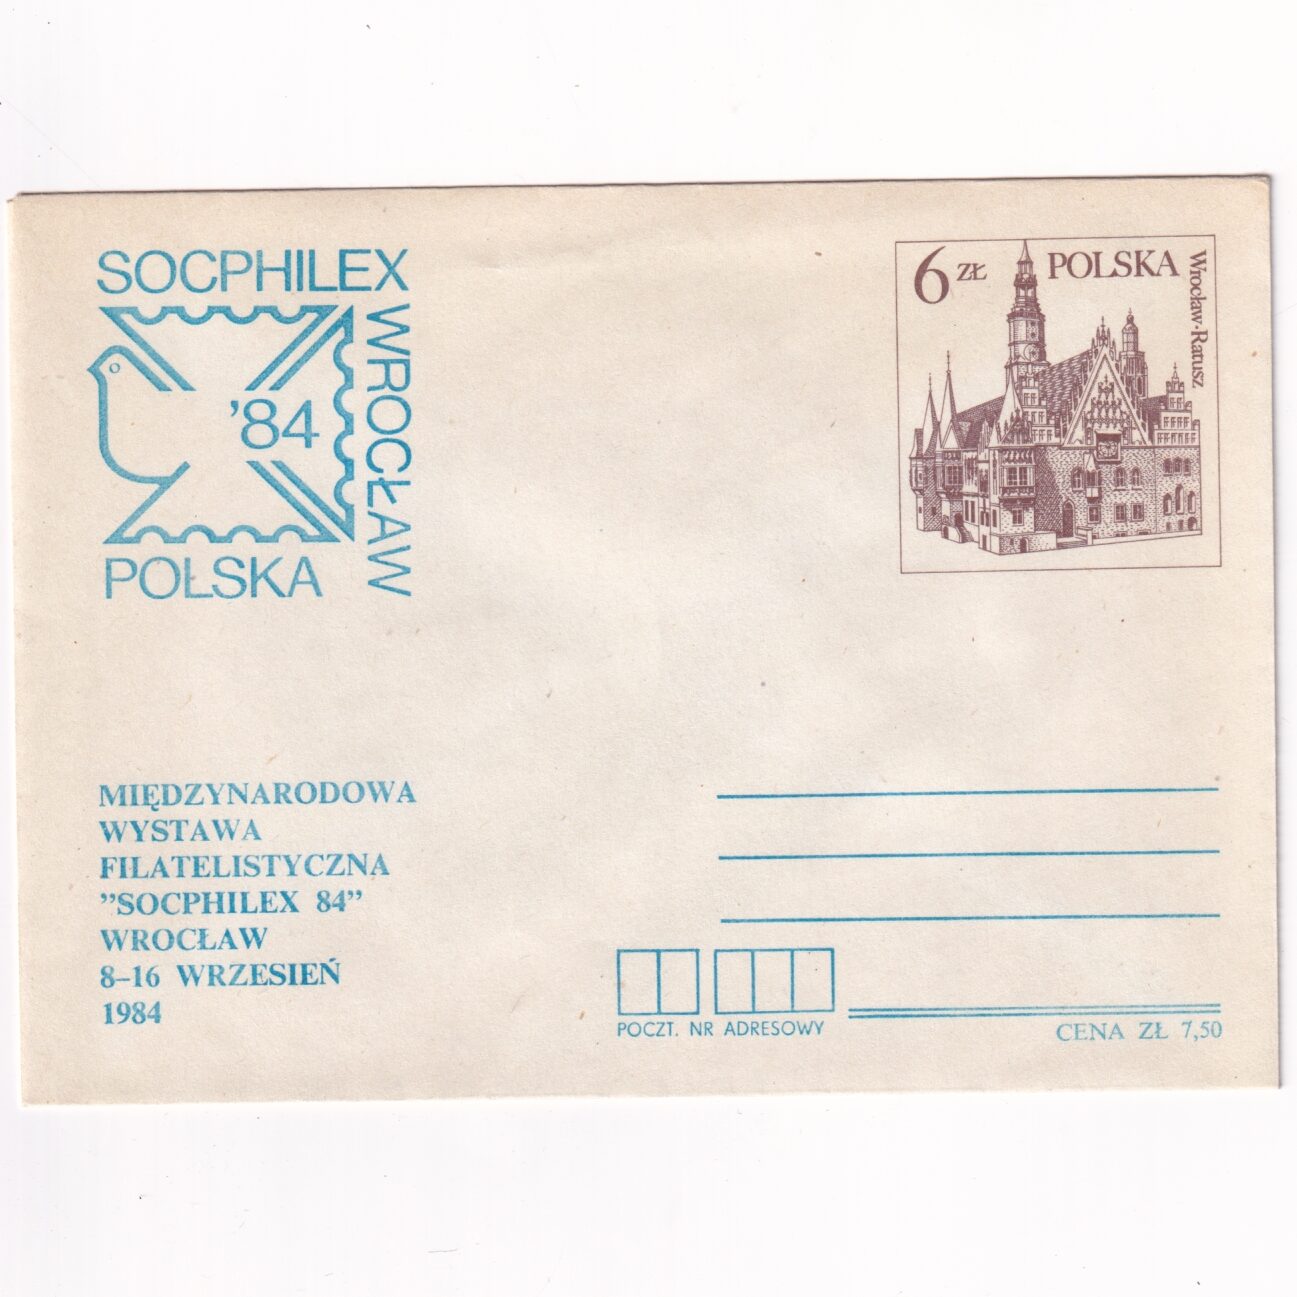 SOCPHILEX
WROCŁAW
'84
POLSKA
6 ZŁ POLSKA
Wrocław·Ratusz
MIĘDZYNARODOWA
WYSTAWA
FILATELISTYCZNA
”SOCPHILEX 84”
WROCŁAW
8–16 WRZESIEŃ
1984
POCZT. NR ADRESOWY
CENA ZŁ 7,50